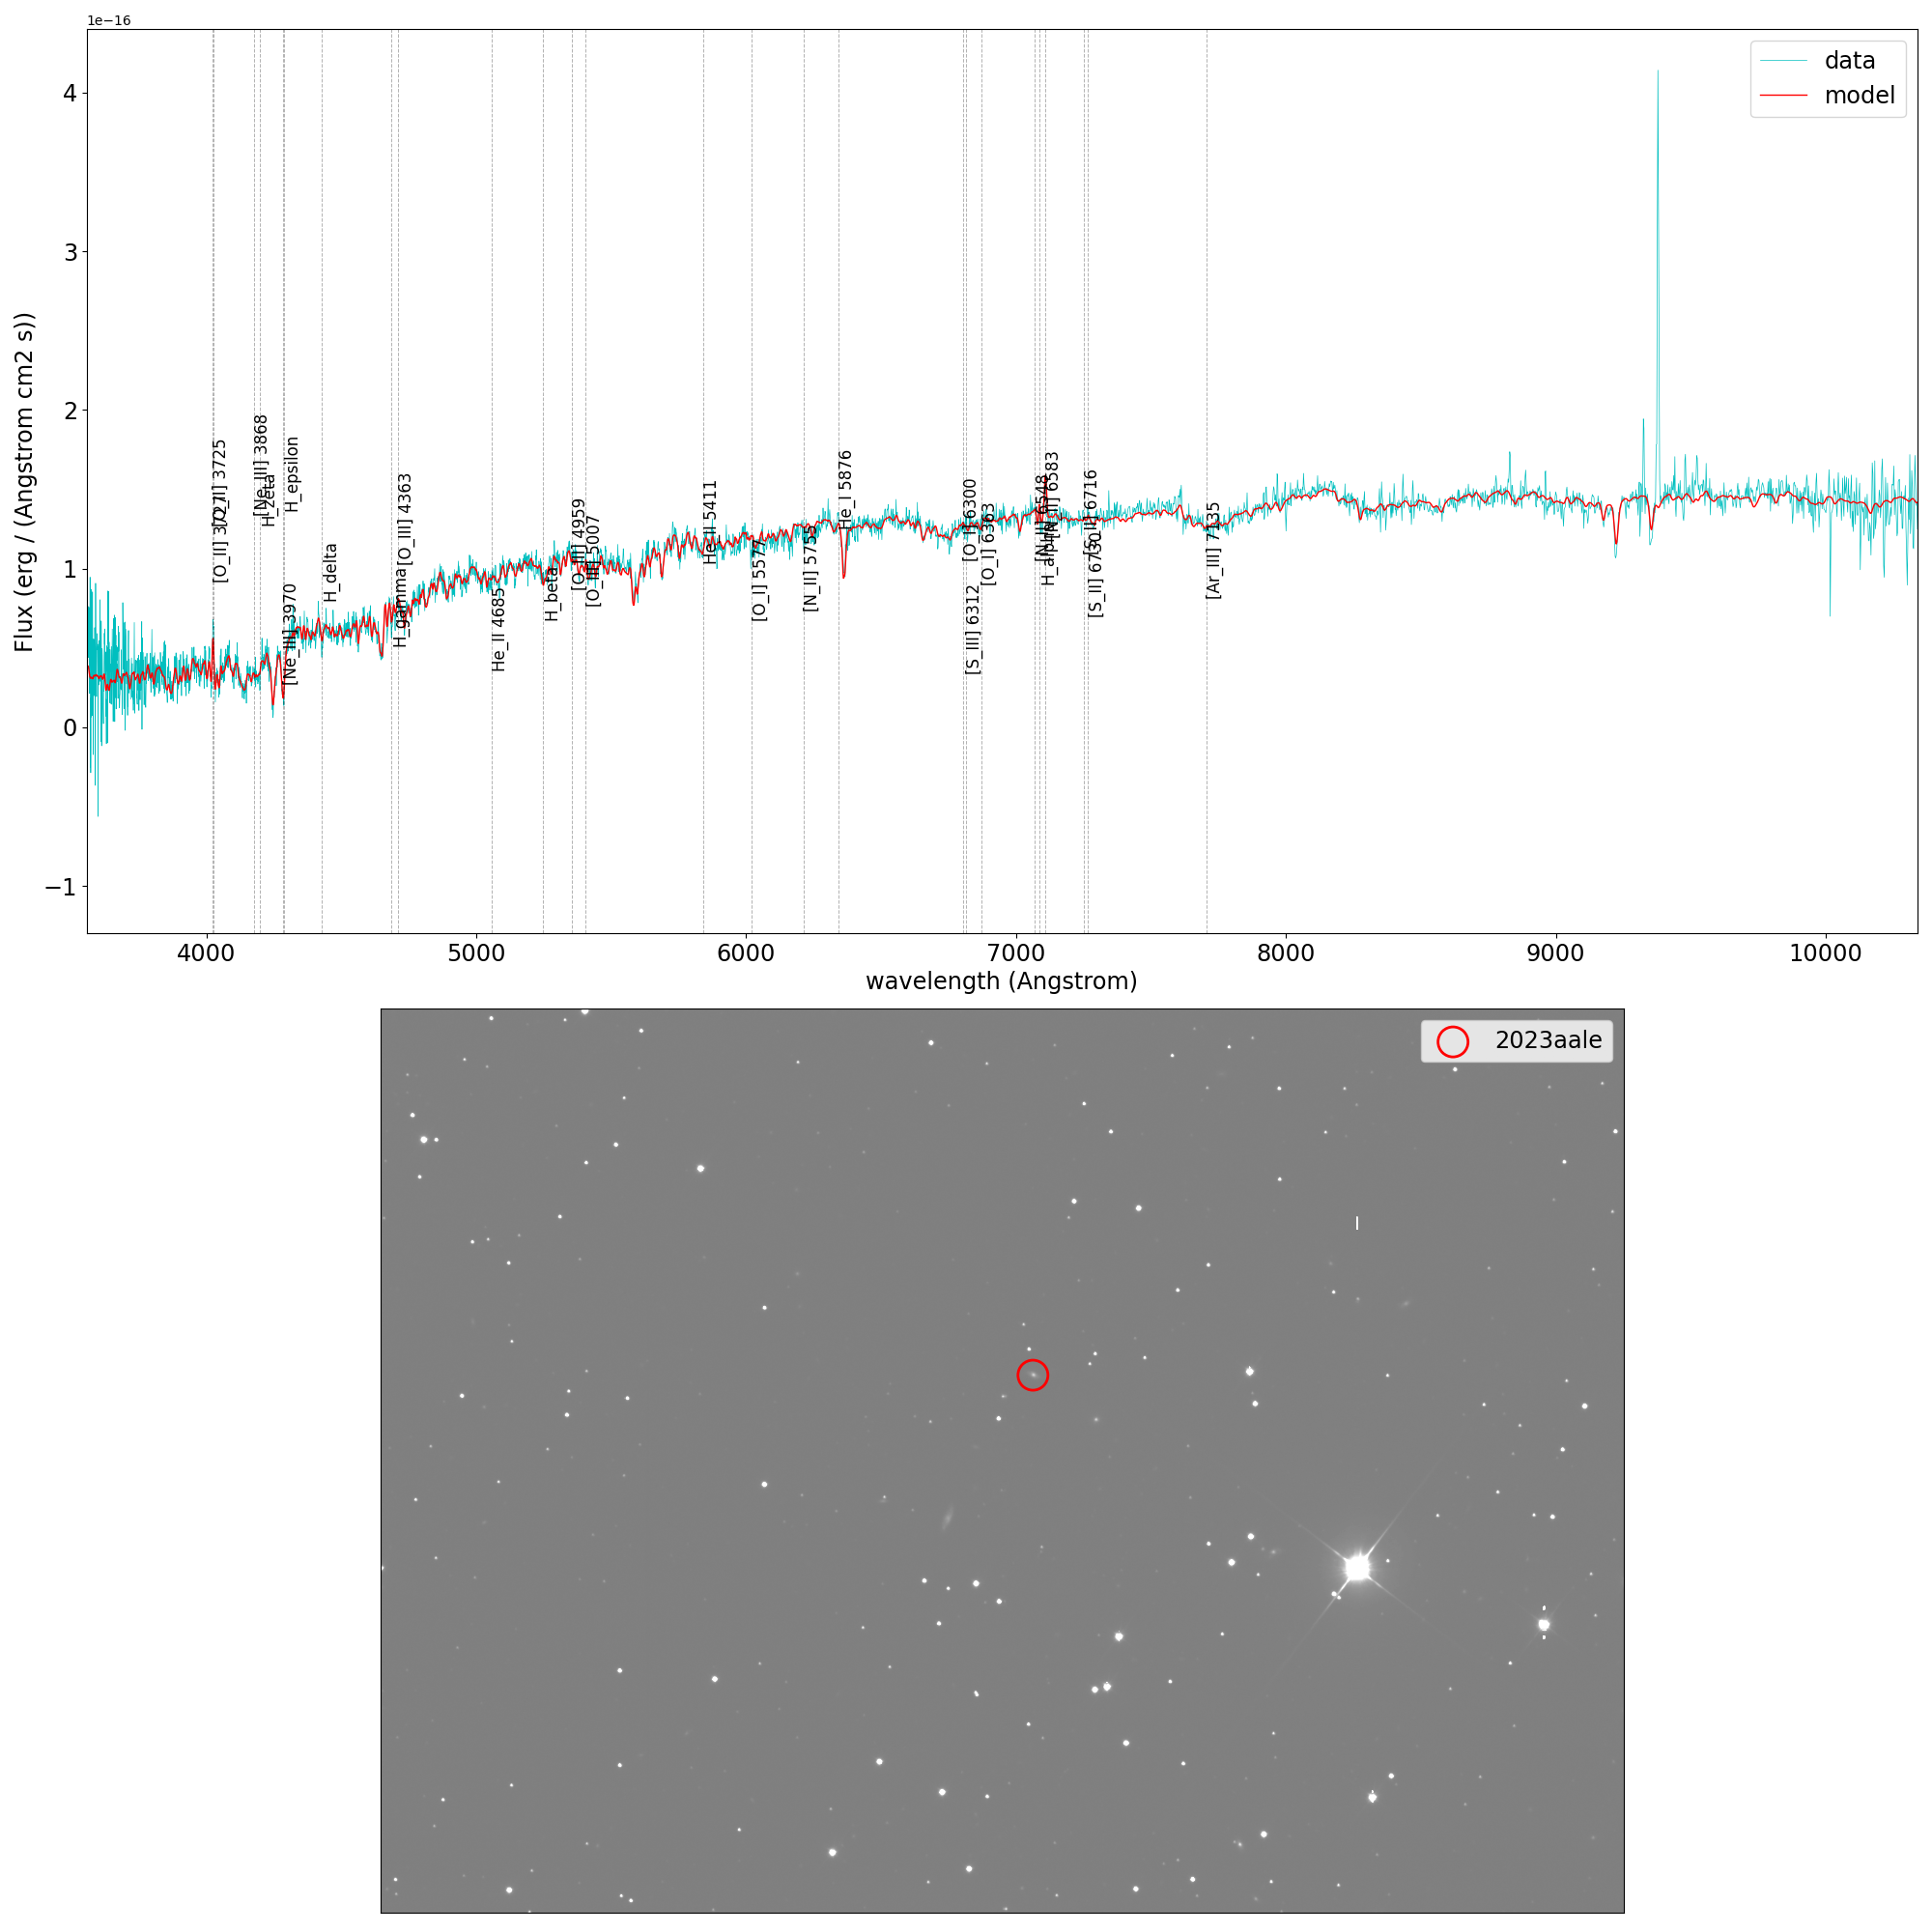 1e−16
data
model
4
3
2
1
0
−1
Flux (erg / (Angstrom cm2 s))
[O_II] 3725
[O_II] 3727
[Ne_III] 3868
H_zeta
[Ne_III] 3970
H_epsilon
H_delta
H_gamma
[O_III] 4363
He_II 4685
H_beta
[O_III] 4959
[O_III] 5007
He_II 5411
[O_I] 5577
[N_II] 5755
He_I 5876
[O_I] 6300
[S_III] 6312
[O_I] 6363
[N_II] 6548
H_alpha
[N_II] 6583
[S_II] 6716
[S_II] 6730
[Ar_III] 7135
4000
5000
6000
7000
8000
9000
10000
wavelength (Angstrom)
2023aale